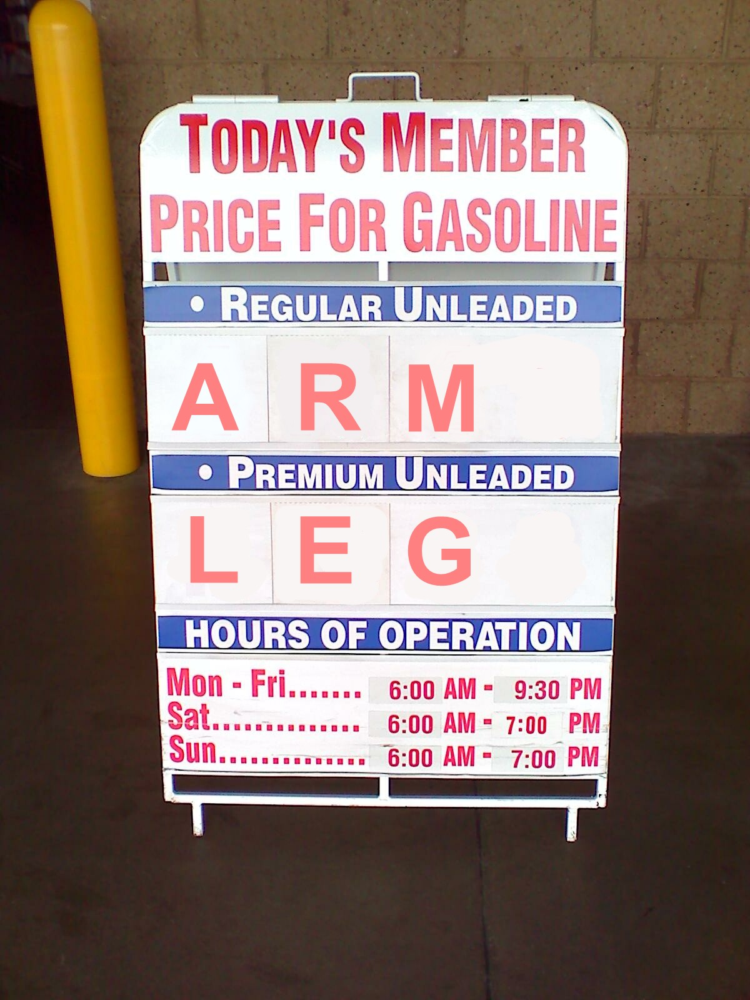 TODAY'S MEMBER
PRICE FOR GASOLINE
• REGULAR UNLEADED
A R M
• PREMIUM UNLEADED
L E G
HOURS OF OPERATION
Mon - Fri....... 6:00 AM - 9:30 PM
Sat.............. 6:00 AM - 7:00 PM
Sun.............. 6:00 AM - 7:00 PM